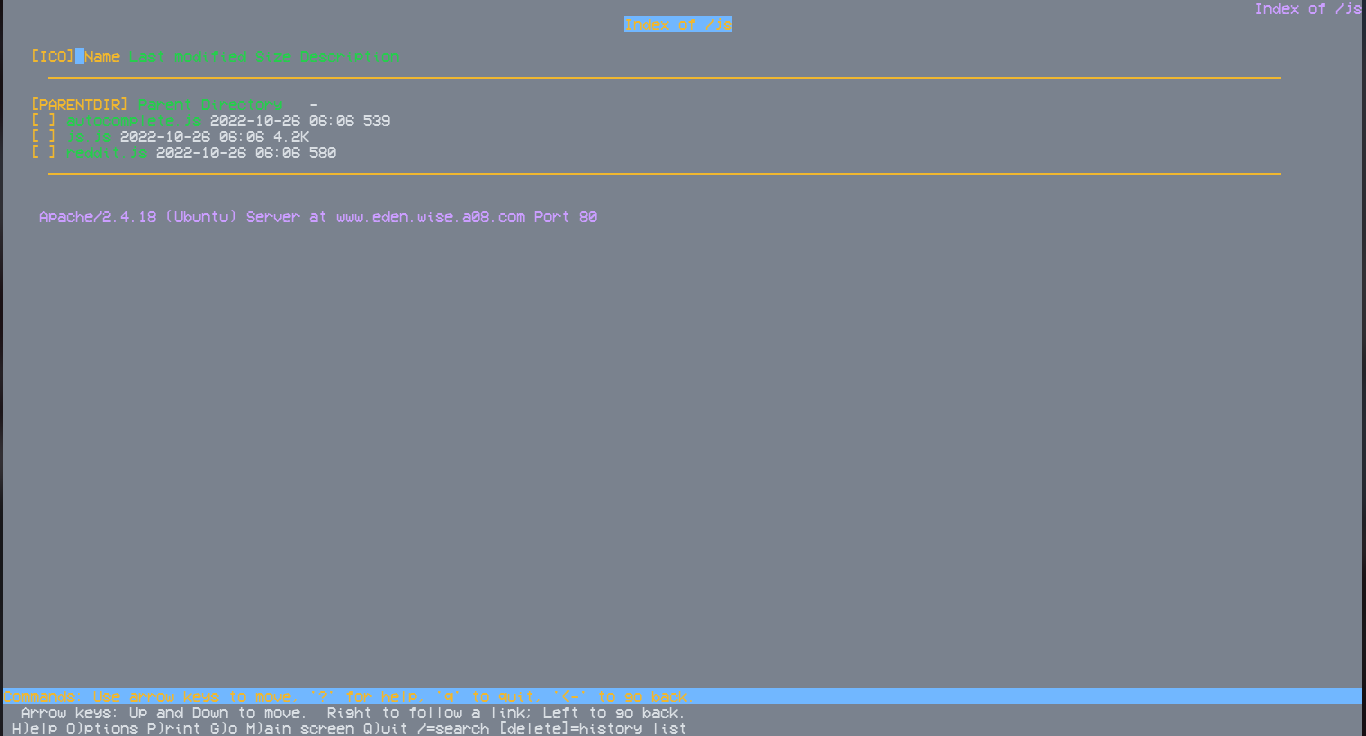 Index of /js
Index of /js
[ICO] Name Last modified Size Description
[PARENTDIR] Parent Directory -
[ ] autocomplete.js 2022-10-26 06:06 539
[ ] js.js 2022-10-26 06:06 4.2K
[ ] reddit.js 2022-10-26 06:06 580
Apache/2.4.18 (Ubuntu) Server at www.eden.wise.a08.com Port 80
Commands: Use arrow keys to move, '?' for help, 'q' to quit, '<-' to go back.
Arrow keys: Up and Down to move. Right to follow a link; Left to go back.
H)elp O)ptions P)rint G)o M)ain screen Q)uit /=search [delete]=history list